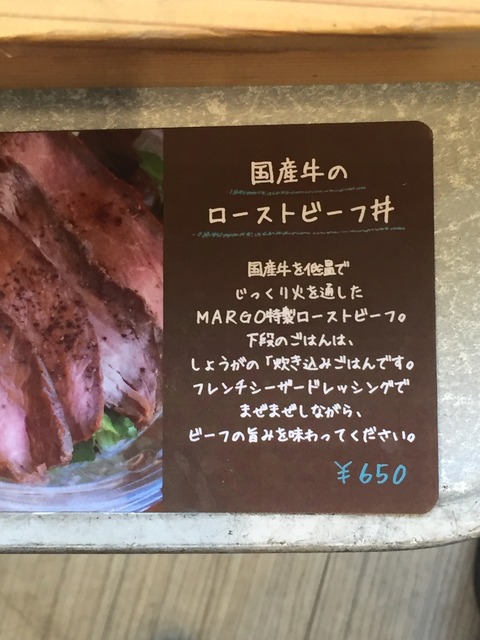 国産牛の
ローストビーフ丼
国産牛を低温で
じっくり火を通した
MARGO特製ローストビーフ。
下段のごはんは、
しょうがの「炊き込みごはんです。
フレンチシーザードレッシングで
まぜまぜしながら、
ビーフの旨みを味わってください。
¥650